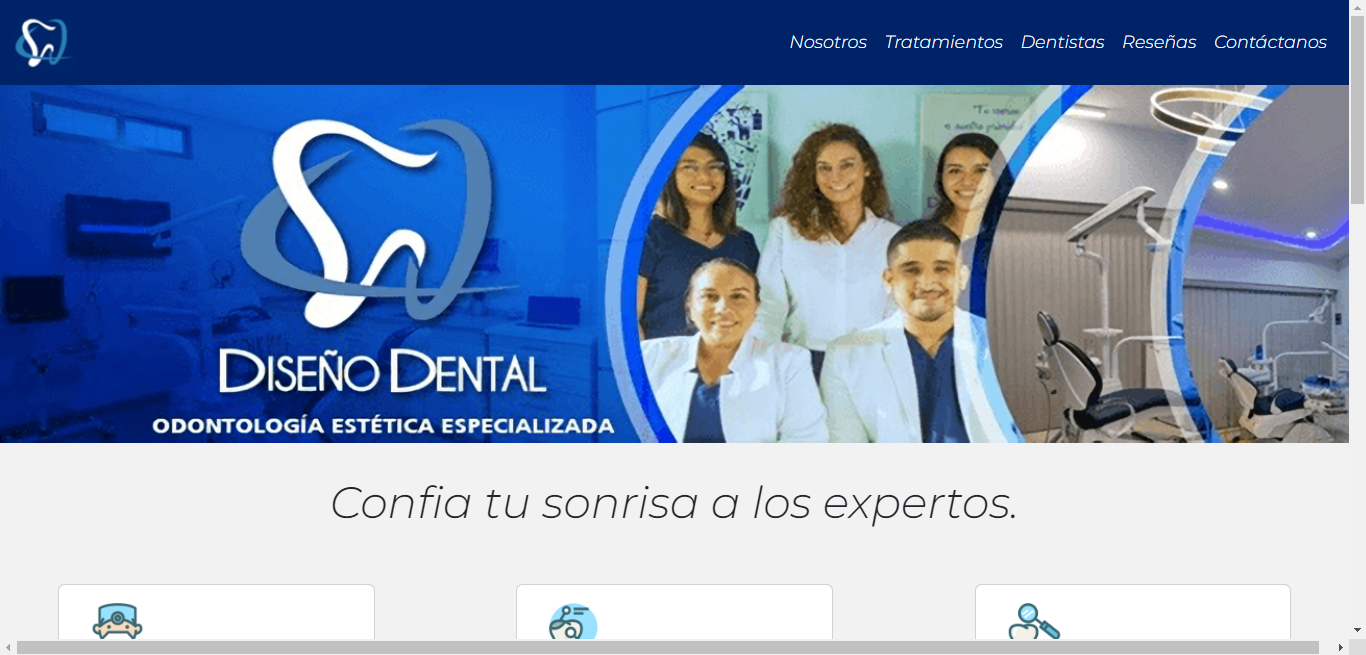 Nosotros Tratamientos Dentistas Reseñas Contáctanos
DISEÑO DENTAL
ODONTOLOGÍA ESTÉTICA ESPECIALIZADA
Confia tu sonrisa a los expertos.